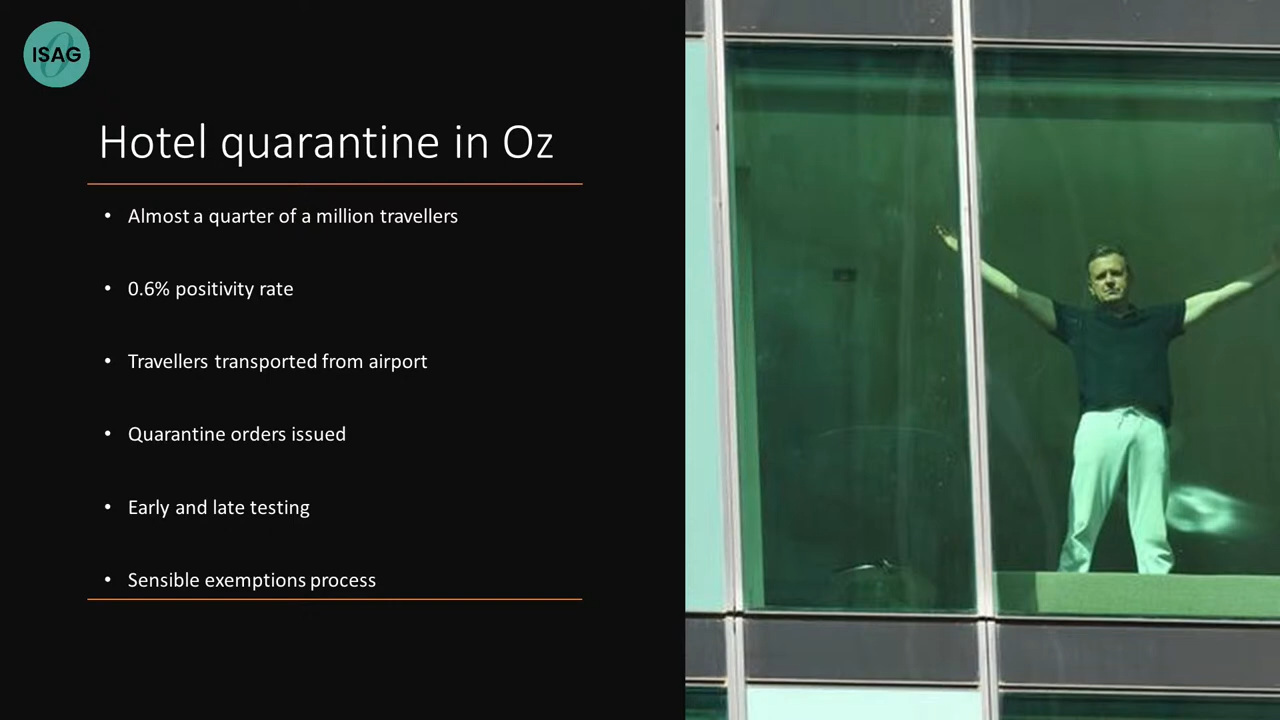 ISAG
Hotel quarantine in Oz
• Almost a quarter of a million travellers
• 0.6% positivity rate
• Travellers transported from airport
• Quarantine orders issued
• Early and late testing
• Sensible exemptions process